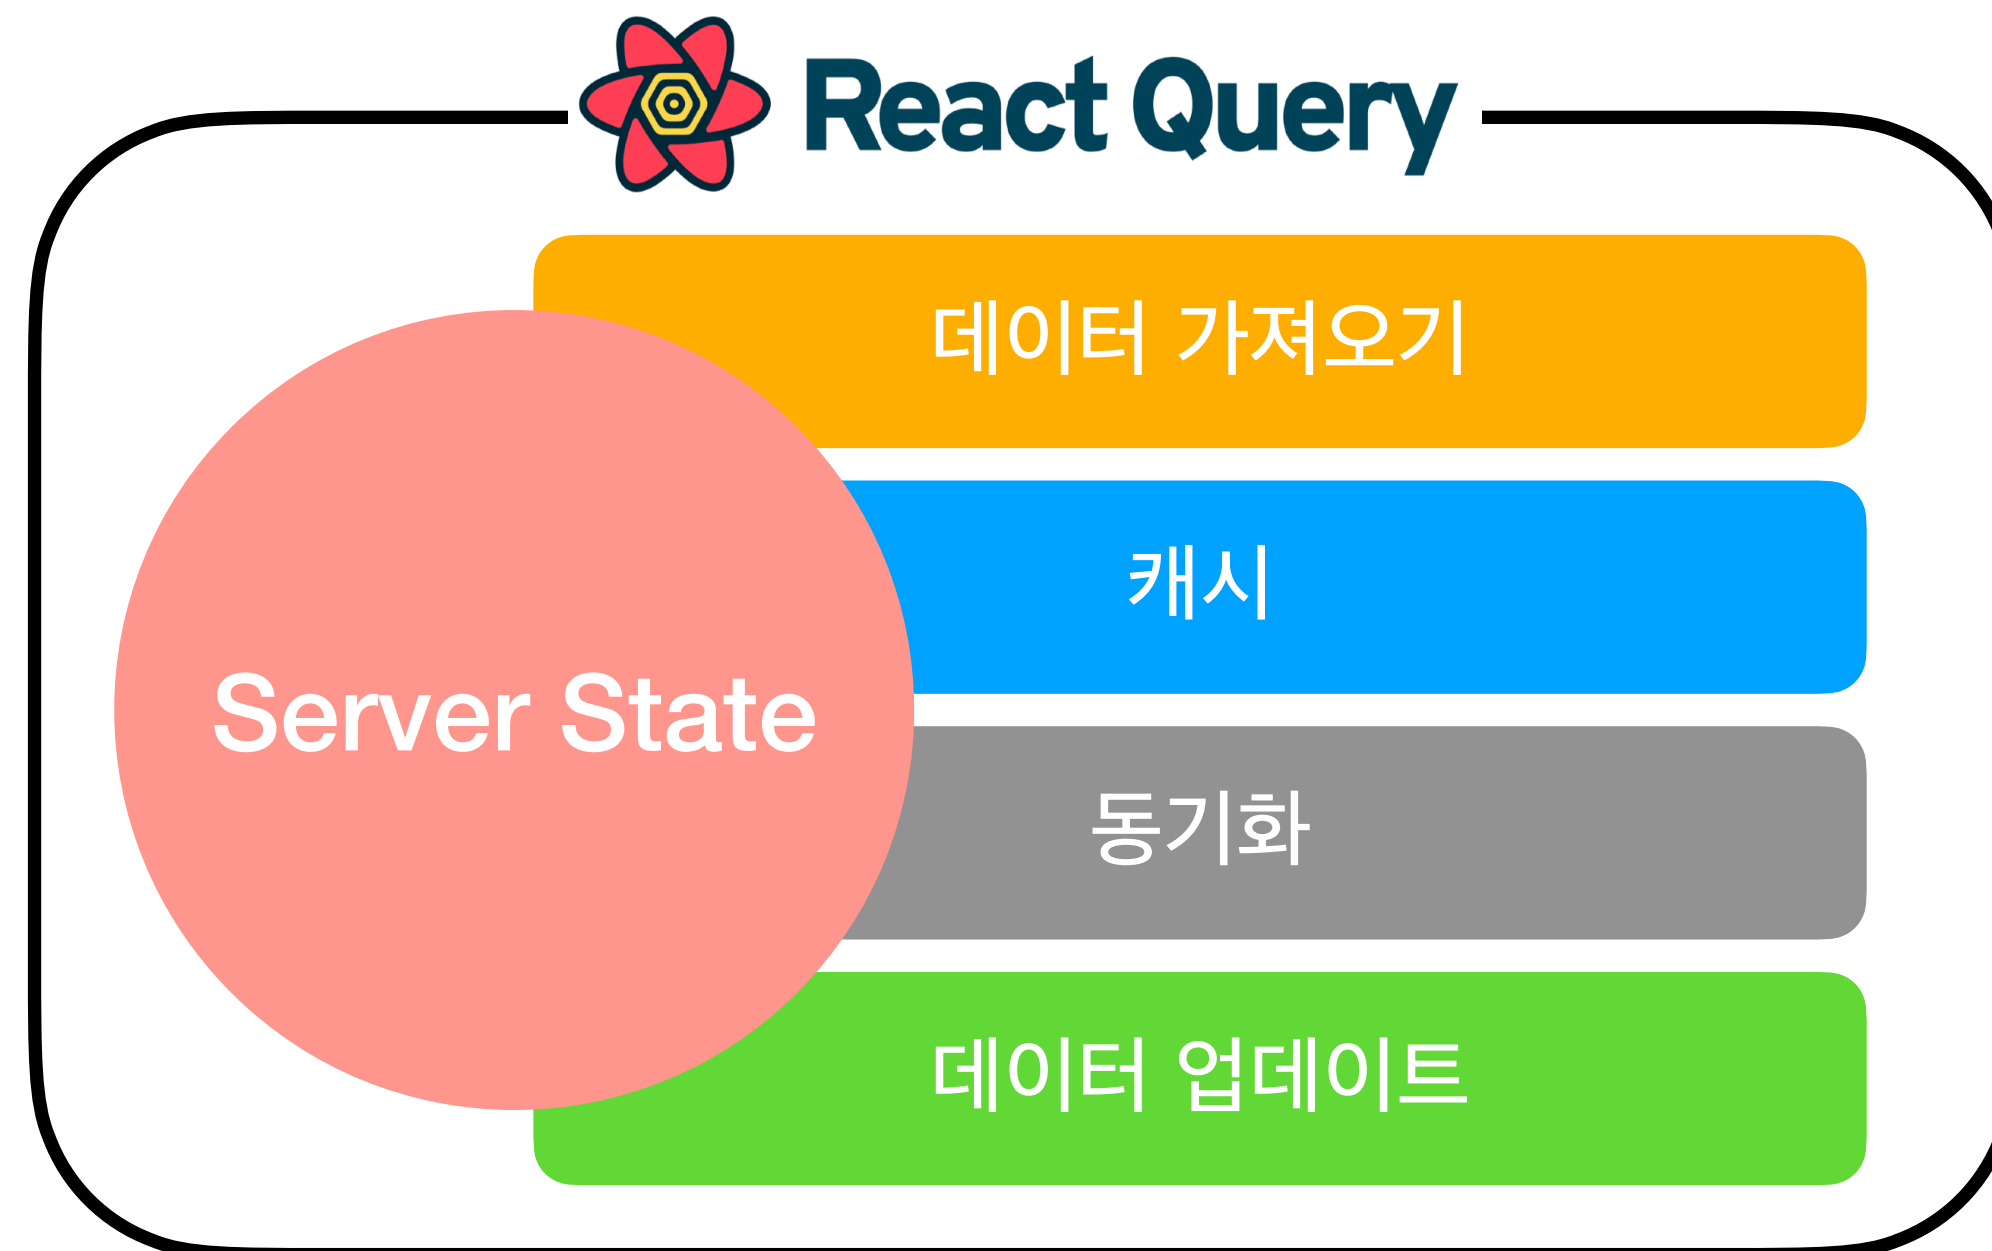 React Query
데이터 가져오기
캐시
Server State
동기화
데이터 업데이트